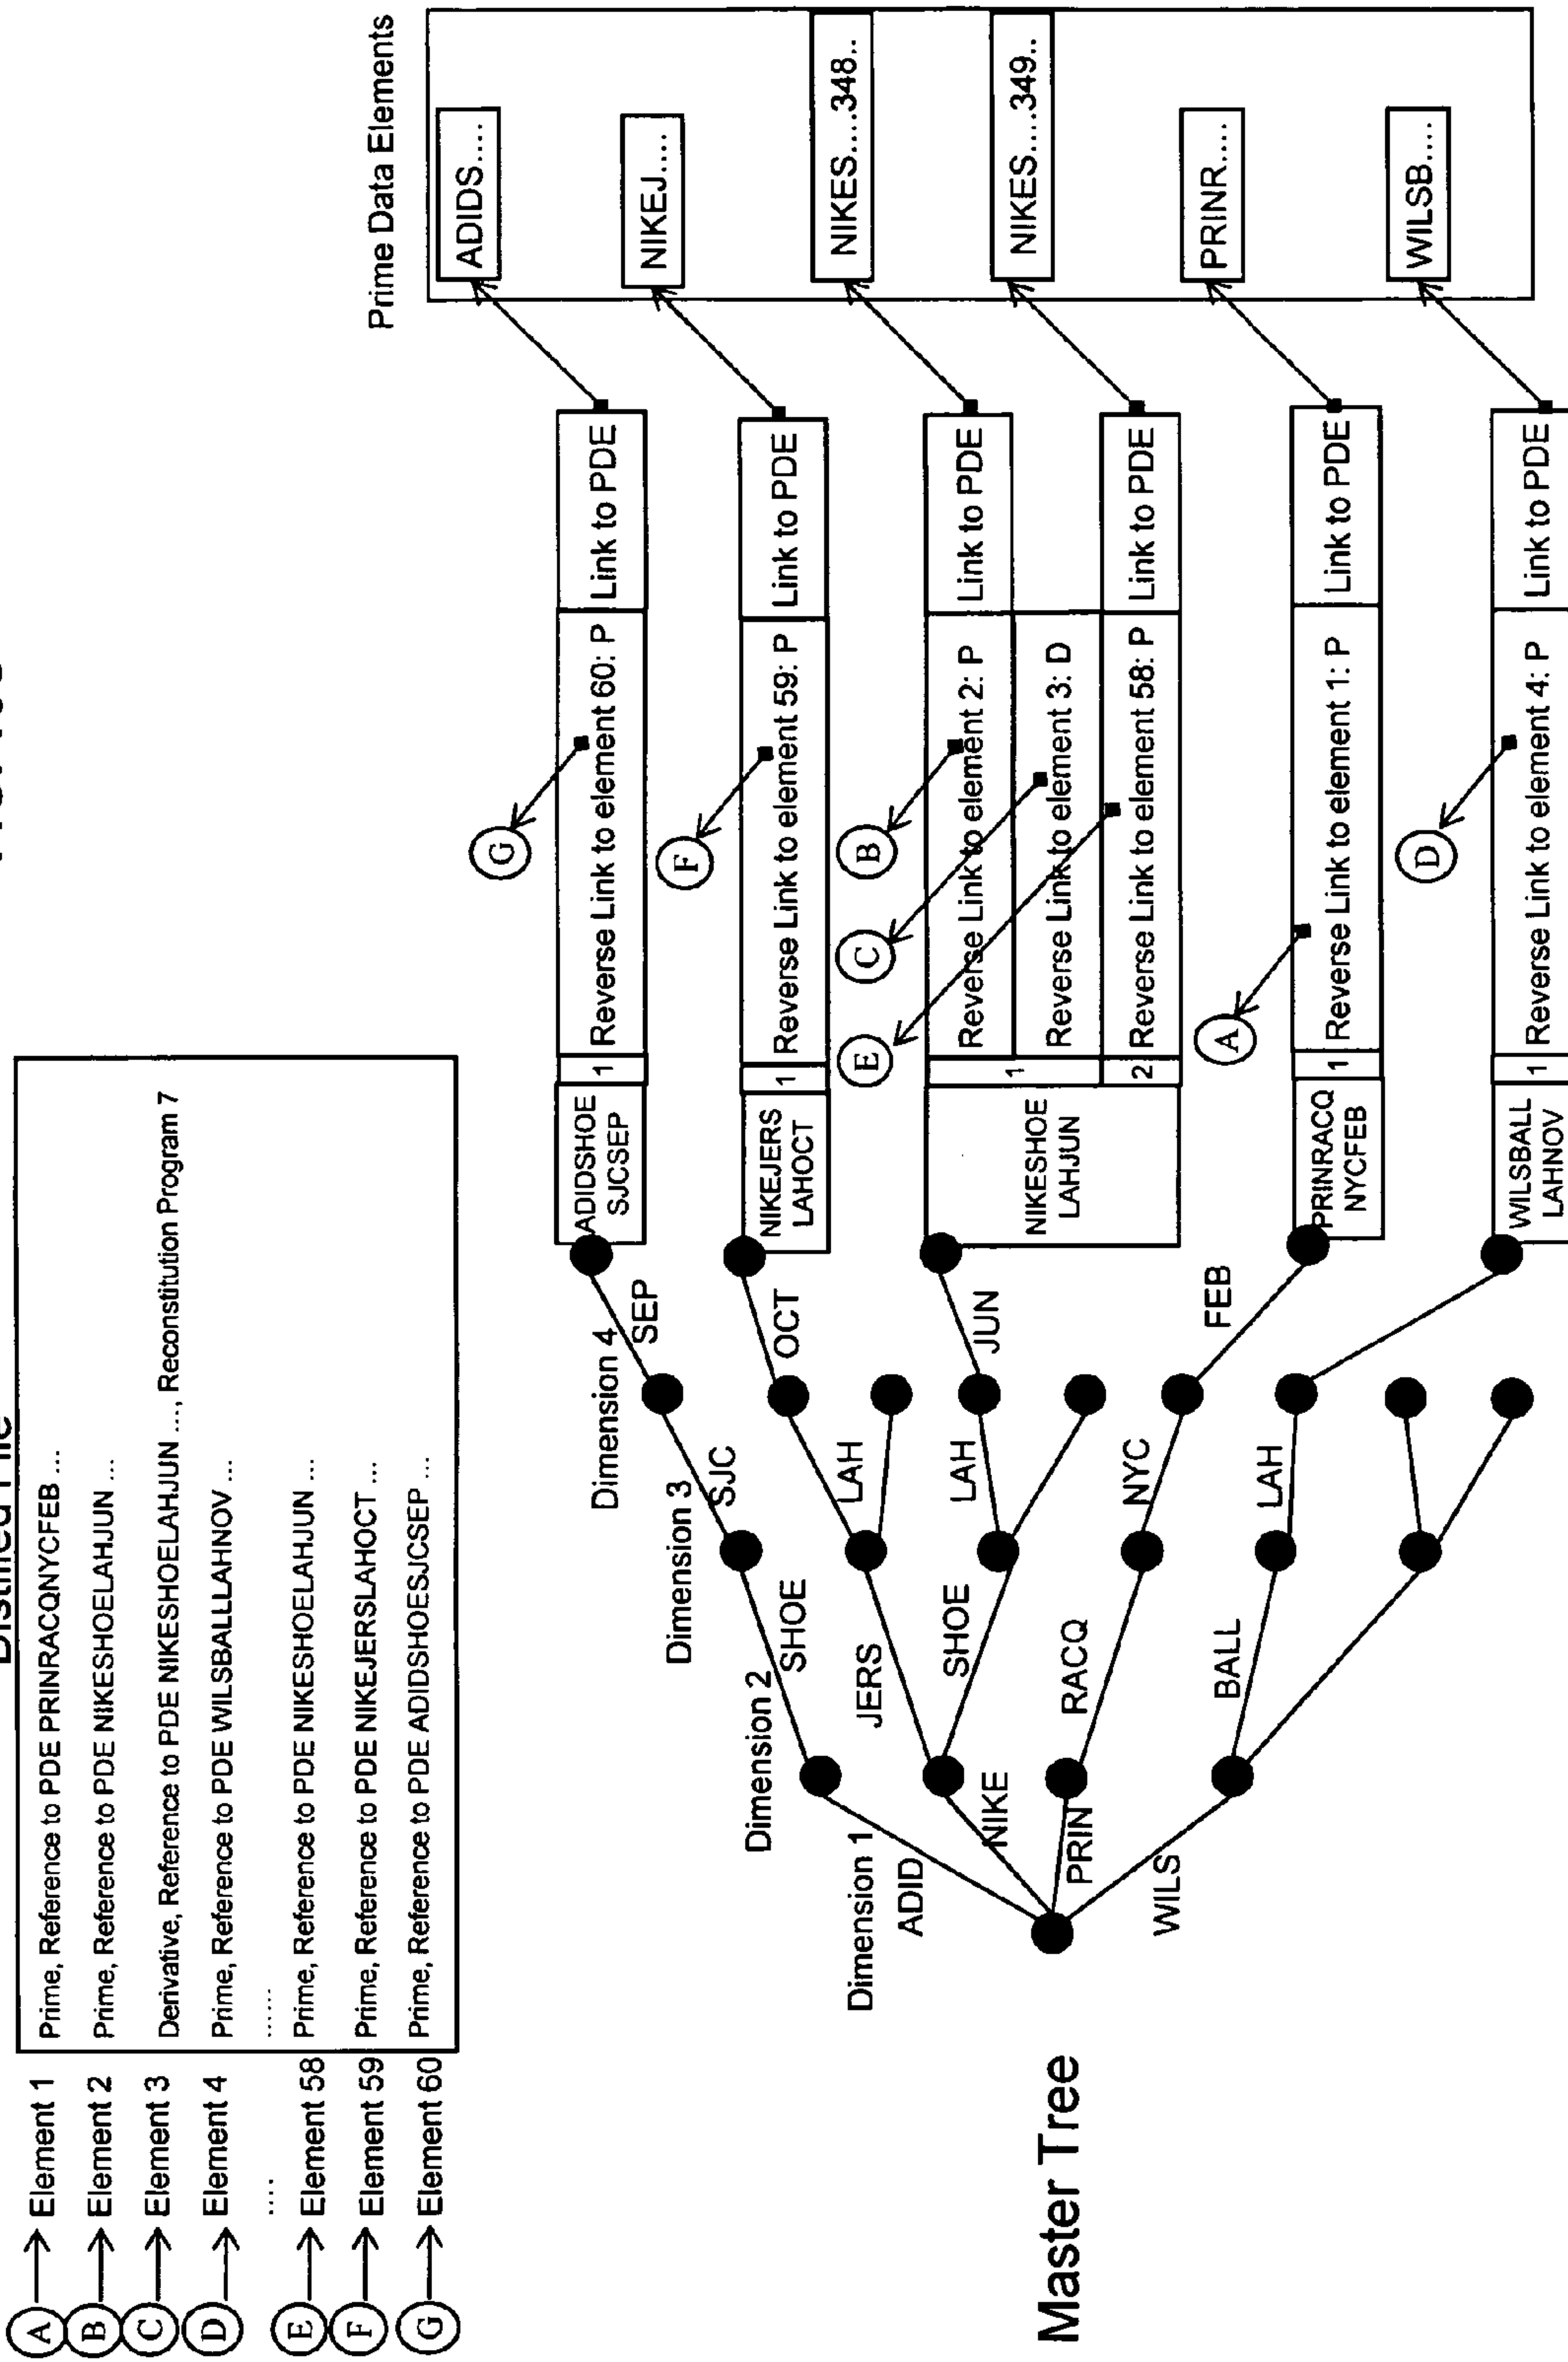 Distilled File
A → Element 1
Prime, Reference to PDE PRINRACQNYCFEB ...
B → Element 2
Prime, Reference to PDE NIKESHOELAHJUN ...
C → Element 3
Derivative, Reference to PDE NIKESHOELAHJUN ..., Reconstitution Program 7
D → Element 4
Prime, Reference to PDE WILSBALLLAHNOV ...
....
......
E → Element 58
Prime, Reference to PDE NIKESHOELAHJUN ...
F → Element 59
Prime, Reference to PDE NIKEJERSLAHOCT ...
G → Element 60
Prime, Reference to PDE ADIDSHOESJCSEP ...
Prime Data Elements
Master Tree
Dimension 1
Dimension 2
Dimension 3
Dimension 4
ADID
SHOE
SJC
SEP
ADIDSHOE
SJCSEP
1
Reverse Link to element 60: P
Link to PDE
G
ADIDS....
NIKE
JERS
LAH
OCT
NIKEJERS
LAHOCT
1
Reverse Link to element 59: P
Link to PDE
F
NIKEJ....
SHOE
LAH
JUN
NIKESHOE
LAHJUN
1
Reverse Link to element 2: P
Link to PDE
B
NIKES....348..
Reverse Link to element 3: D
C
2
Reverse Link to element 58: P
Link to PDE
E
NIKES....349..
PRIN
RACQ
NYC
FEB
PRINRACQ
NYCFEB
1
Reverse Link to element 1: P
Link to PDE
A
PRINR....
WILS
BALL
LAH
WILSBALL
LAHNOV
1
Reverse Link to element 4: P
Link to PDE
D
WILSB....